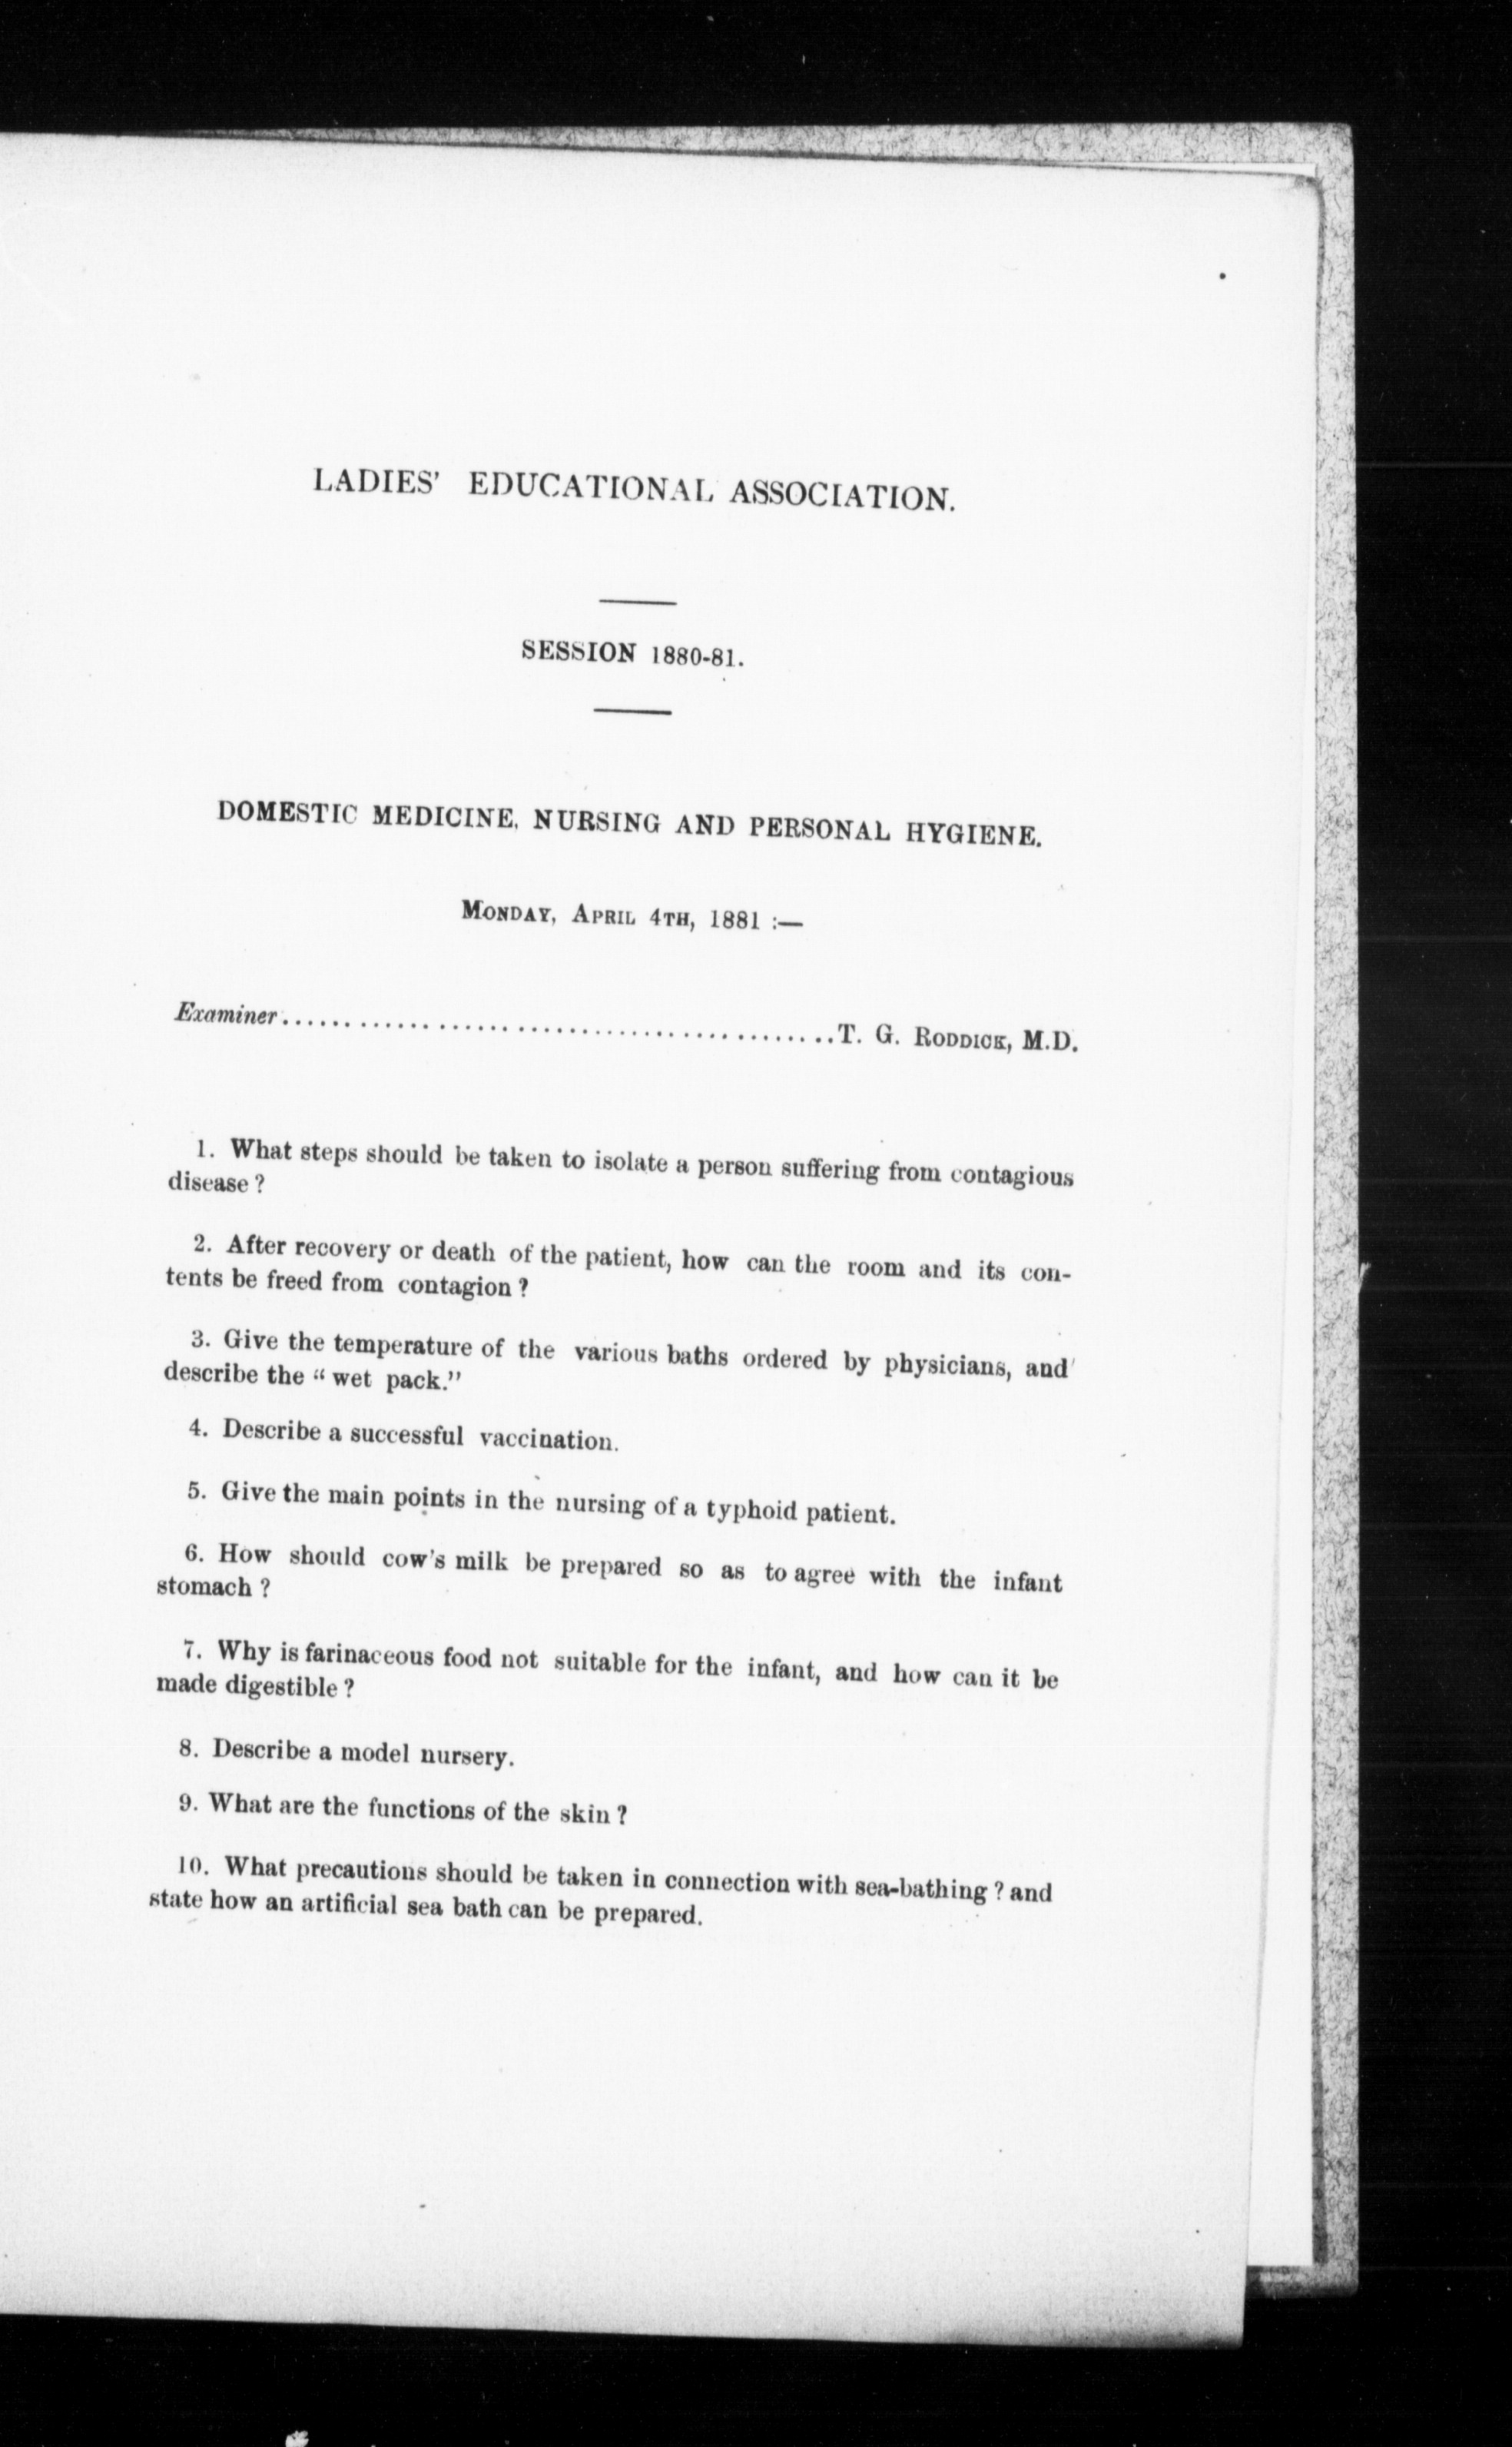 LADIES' EDUCATIONAL ASSOCIATION.
SESSION 1880-81.
DOMESTIC MEDICINE, NURSING AND PERSONAL HYGIENE.
MONDAY, APRIL 4TH, 1881 :—
Examiner............................................T. G. RODDICK, M.D.
1. What steps should be taken to isolate a person suffering from contagious
disease ?
2. After recovery or death of the patient, how can the room and its con-
tents be freed from contagion ?
3. Give the temperature of the various baths ordered by physicians, and
describe the “ wet pack.”
4. Describe a successful vaccination.
5. Give the main points in the nursing of a typhoid patient.
6. How should cow's milk be prepared so as to agree with the infant
stomach ?
7. Why is farinaceous food not suitable for the infant, and how can it be
made digestible ?
8. Describe a model nursery.
9. What are the functions of the skin ?
10. What precautions should be taken in connection with sea-bathing ? and
state how an artificial sea bath can be prepared.